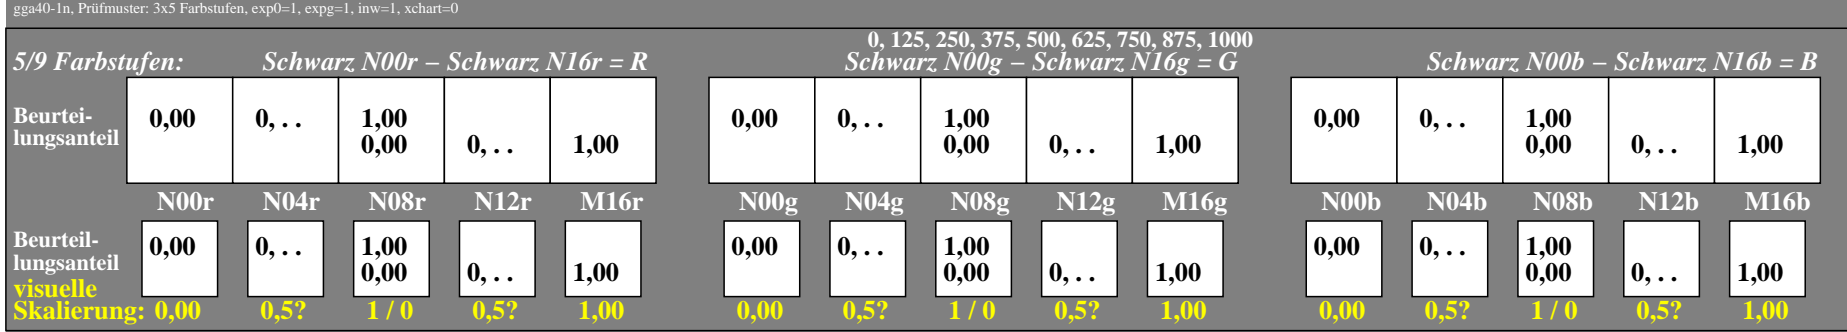 gga40-1n, Prüfmuster: 3x5 Farbstufen, exp0=1, expg=1, inw=1, xchart=0
0, 125, 250, 375, 500, 625, 750, 875, 1000
5/9 Farbstufen: Schwarz N00r – Schwarz N16r = R Schwarz N00g – Schwarz N16g = G Schwarz N00b – Schwarz N16b = B
Beurtei- 0,00 0, . . 1,00 0,00 0, . . 1,00 0,00 0, . . 1,00
lungsanteil 0,00 0, . . 1,00 0,00 0, . . 1,00 0,00 0, . . 1,00
N00r N04r N08r N12r M16r N00g N04g N08g N12g M16g N00b N04b N08b N12b M16b
Beurteil- 0,00 0, . . 1,00 0,00 0, . . 1,00 0,00 0, . . 1,00
lungsanteil 0,00 0, . . 1,00 0,00 0, . . 1,00 0,00 0, . . 1,00
visuelle
Skalierung: 0,00 0,5? 1 / 0 0,5? 1,00 0,00 0,5? 1 / 0 0,5? 1,00 0,00 0,5? 1 / 0 0,5? 1,00